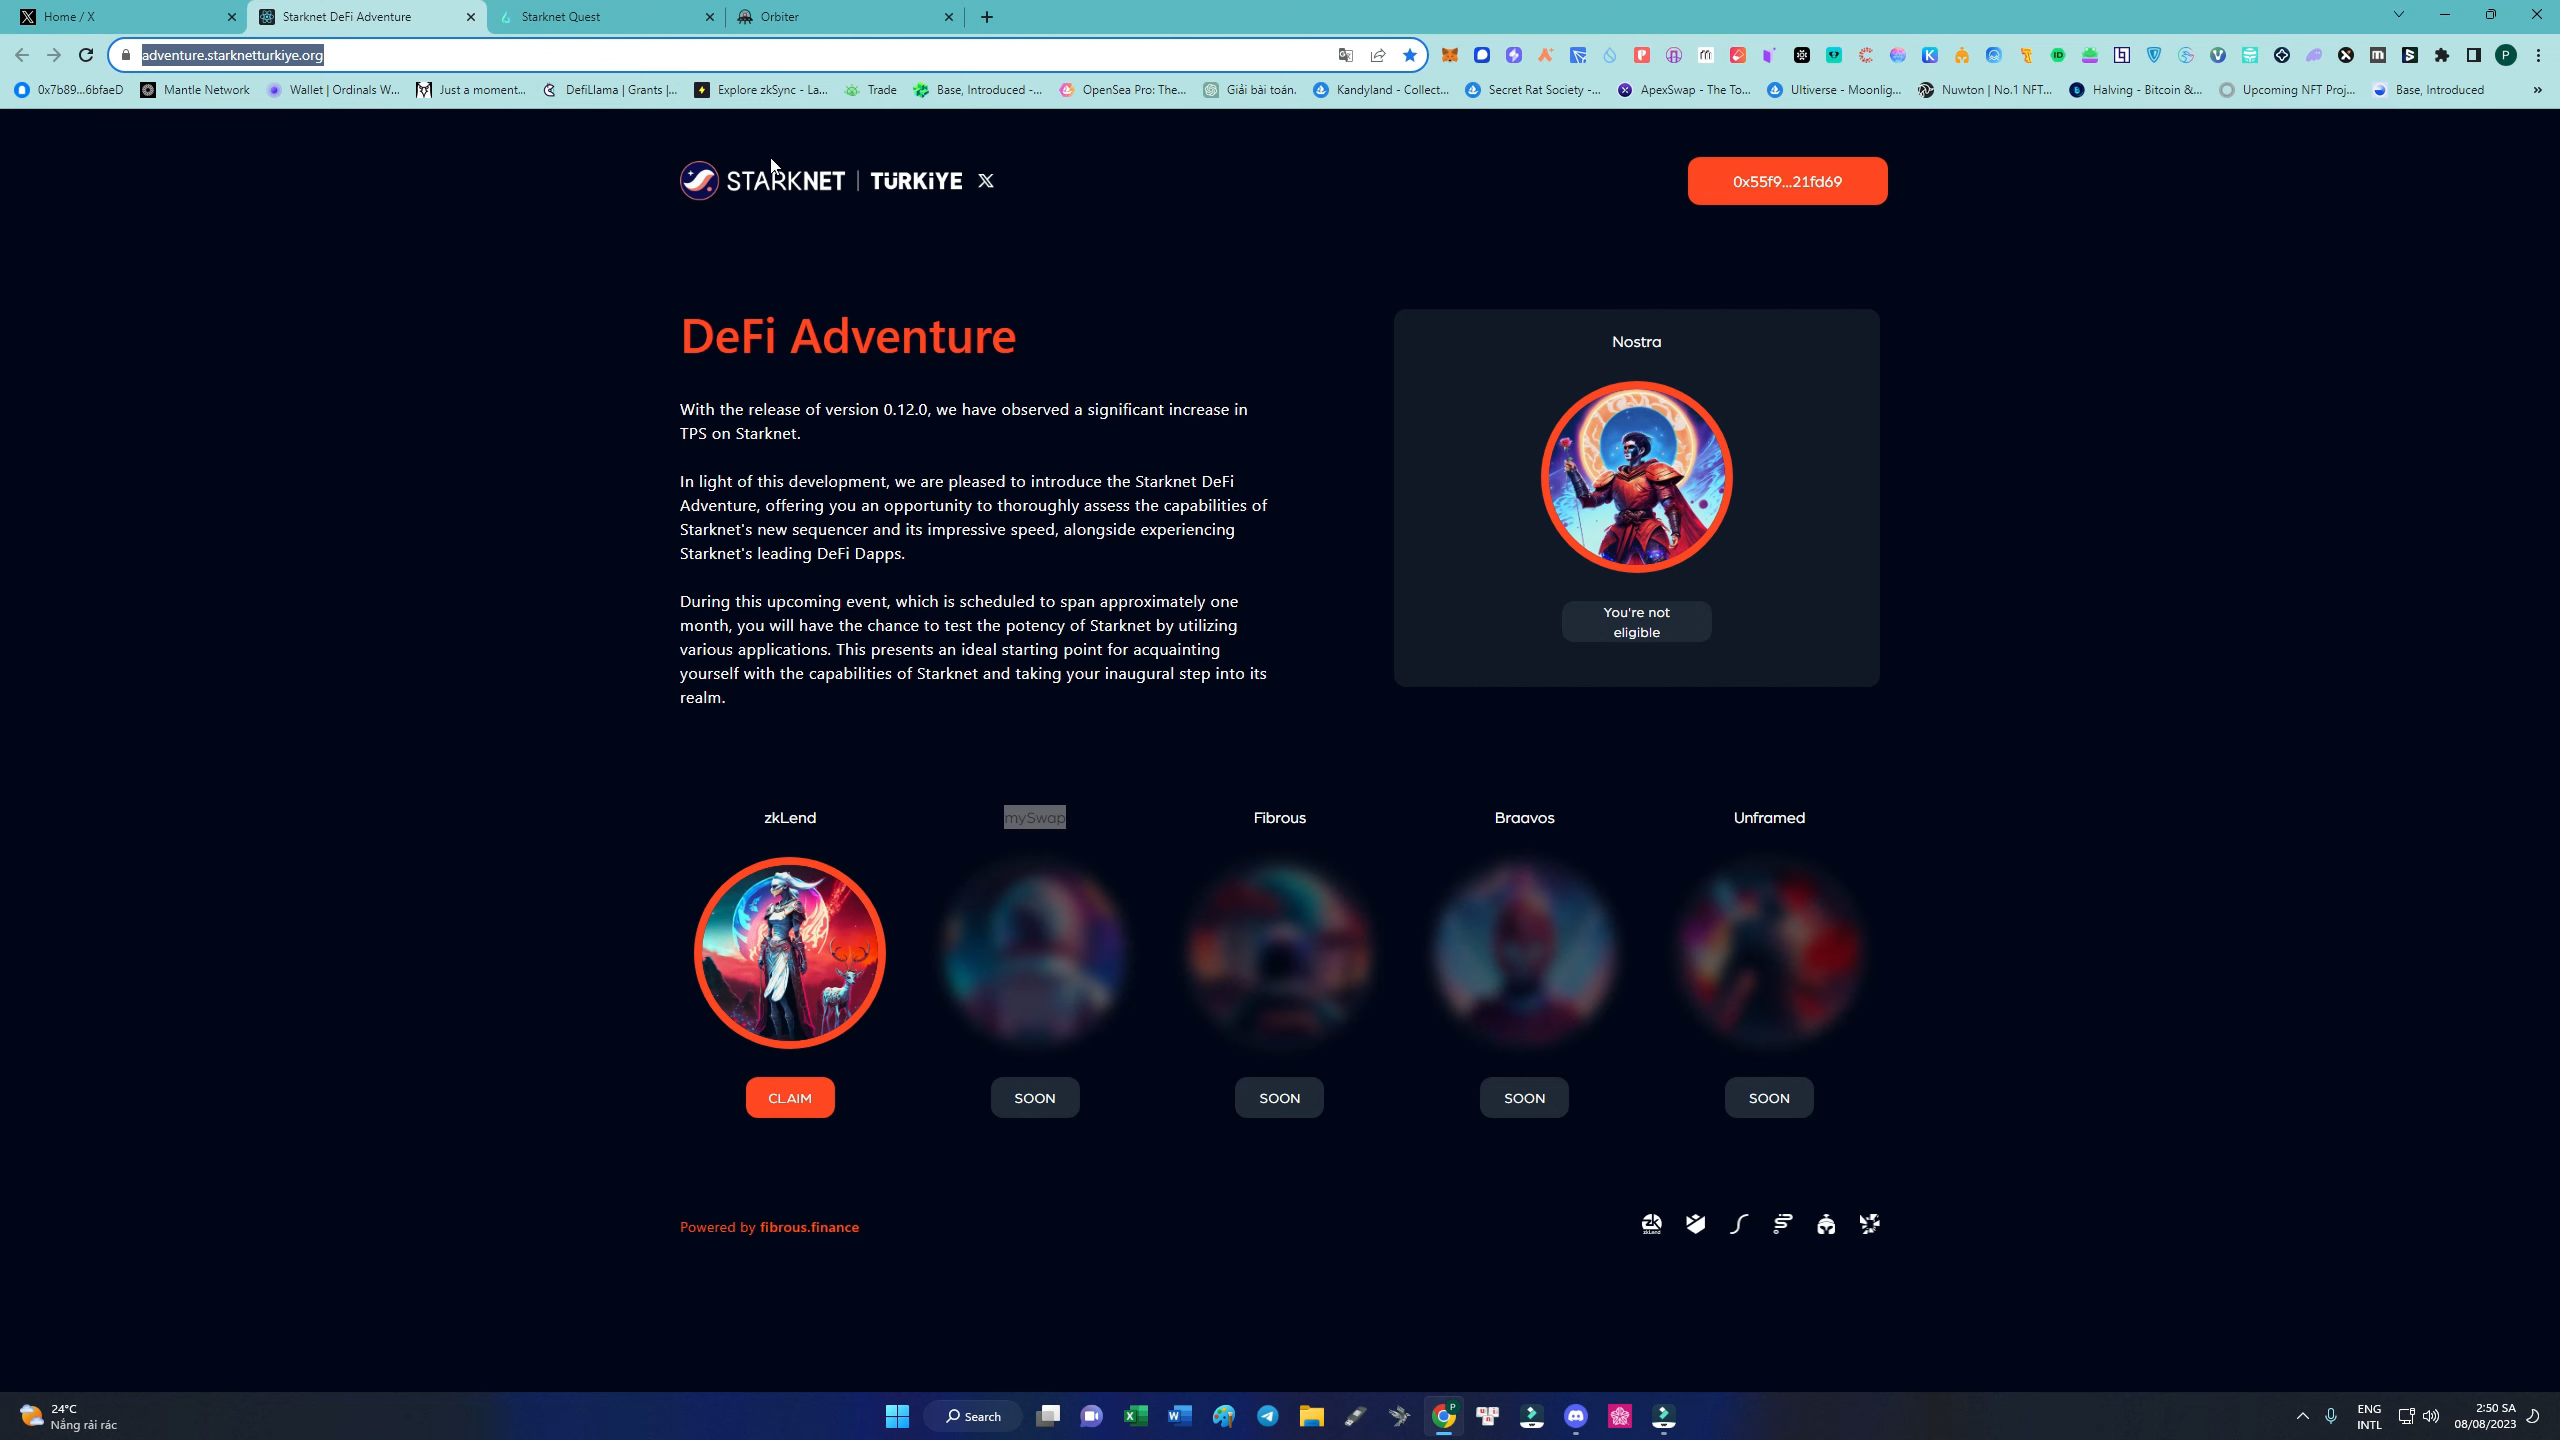 Home / X
Starknet DeFi Adventure
Starknet Quest
Orbiter
adventure.starknetturkiye.org
0x7b89...6bfaeD
Mantle Network
Wallet | Ordinals W...
Just a moment...
DefiLlama | Grants |...
Explore zkSync - La...
Trade
Base, Introduced -...
OpenSea Pro: The...
Giải bài toán.
Kandyland - Collect...
Secret Rat Society -...
ApexSwap - The To...
Ultiverse - Moonlig...
Nuwton | No.1 NFT...
Halving - Bitcoin &...
Upcoming NFT Proj...
Base, Introduced
STARKNET | TÜRKİYE
0x55f9...21fd69
DeFi Adventure
With the release of version 0.12.0, we have observed a significant increase in
TPS on Starknet.
In light of this development, we are pleased to introduce the Starknet DeFi
Adventure, offering you an opportunity to thoroughly assess the capabilities of
Starknet's new sequencer and its impressive speed, alongside experiencing
Starknet's leading DeFi Dapps.
During this upcoming event, which is scheduled to span approximately one
month, you will have the chance to test the potency of Starknet by utilizing
various applications. This presents an ideal starting point for acquainting
yourself with the capabilities of Starknet and taking your inaugural step into its
realm.
Nostra
You're not
eligible
zkLend
mySwap
Fibrous
Braavos
Unframed
CLAIM
SOON
SOON
SOON
SOON
Powered by fibrous.finance
24°C
Nắng rải rác
Search
ENG
INTL
2:50 SA
08/08/2023